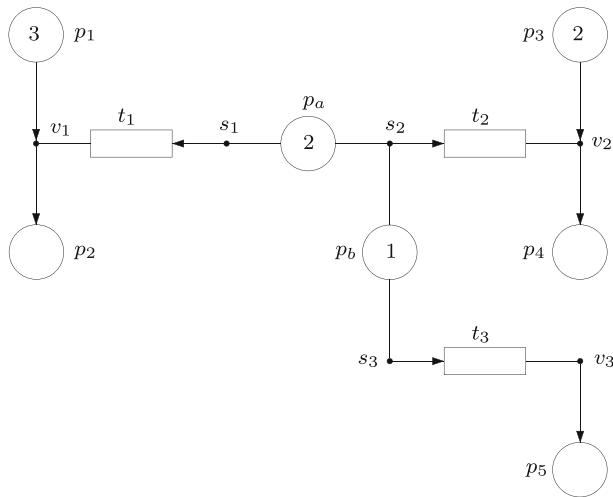 3 p₁ p₃ 2
pₐ
v₁ t₁ s₁ 2 s₂ t₂ v₂
p₂ p_b 1 p₄
t₃
s₃ v₃
p₅